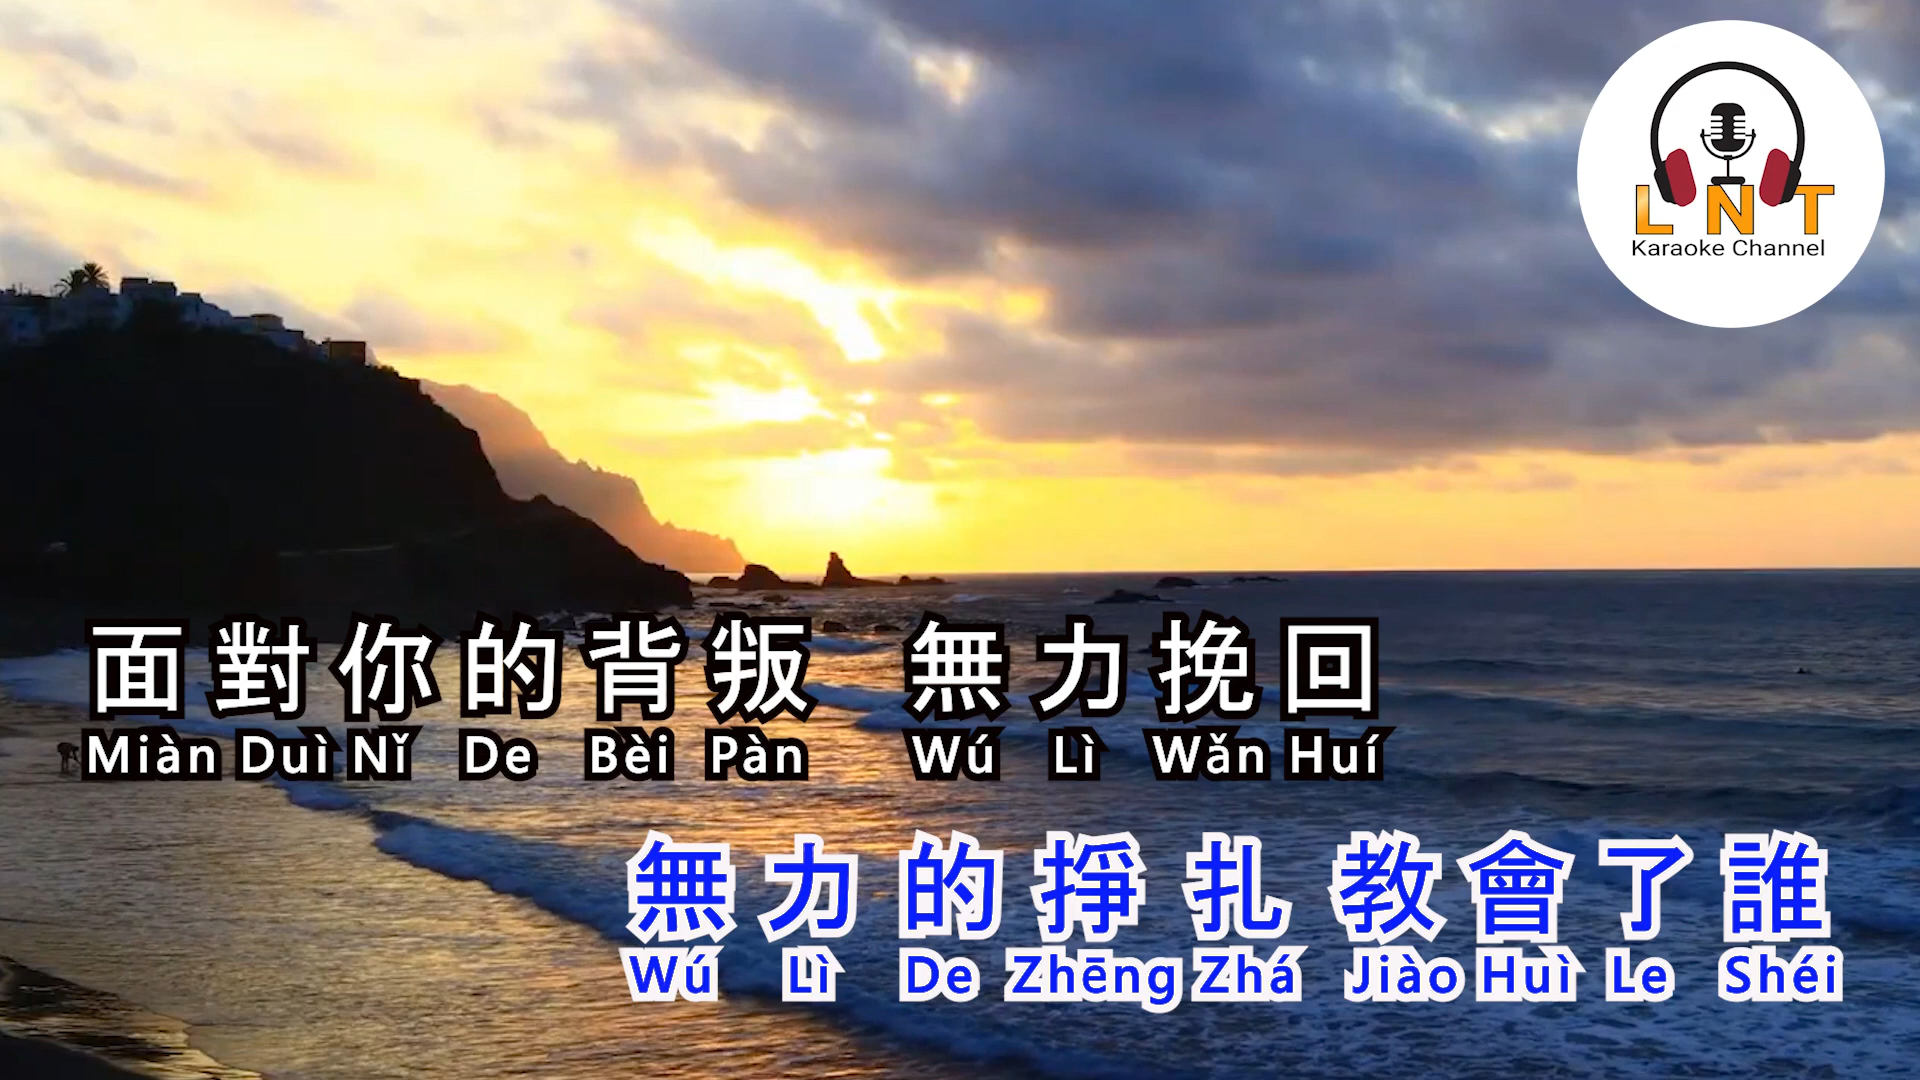 L N T
Karaoke Channel
面對你的背叛 無力挽回
Miàn Duì Nǐ De Bèi Pàn Wú Lì Wǎn Huí
無力的掙扎 教會了誰
Wú Lì De Zhēng Zhá Jiào Huì Le Shéi